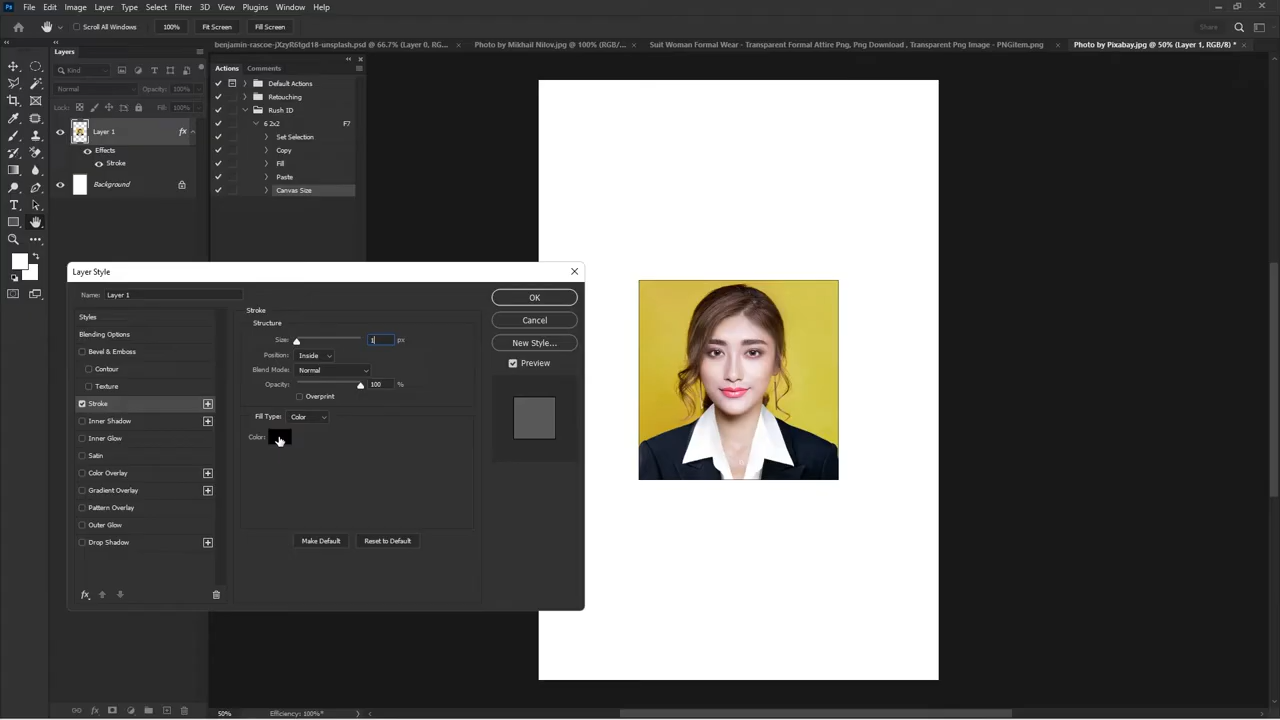 File Edit Image Layer Type Select Filter 3D View Plugins Window Help
Scroll All Windows 100% Fit Screen Fill Screen Share
benjamin-rascoe-jXzyR6tgd18-unsplash.psd @ 66.7% (Layer 0, RG... × Photo by Mikhail Nilov.jpg @ 100% (RGB/... × Suit Woman Formal Wear - Transparent Formal Attire Png, Png Download , Transparent Png Image - PNGitem.png × Photo by Pixabay.jpg @ 50% (Layer 1, RGB/8) * ×
Layers
Kind
Normal Opacity: 100%
Lock: Fill: 100%
Layer 1 fx
Effects
Stroke
Background
Actions Comments
Default Actions
Retouching
Rush ID
6 2x2 F7
Set Selection
Copy
Fill
Paste
Canvas Size
Layer Style
Name: Layer 1
Styles
Blending Options
Bevel & Emboss
Contour
Texture
Stroke
Inner Shadow
Inner Glow
Satin
Color Overlay
Gradient Overlay
Pattern Overlay
Outer Glow
Drop Shadow
fx
Stroke
Structure
Size: 1 px
Position: Inside
Blend Mode: Normal
Opacity: 100 %
Overprint
Fill Type: Color
Color:
Make Default Reset to Default
OK
Cancel
New Style...
Preview
50% Efficiency: 100%*